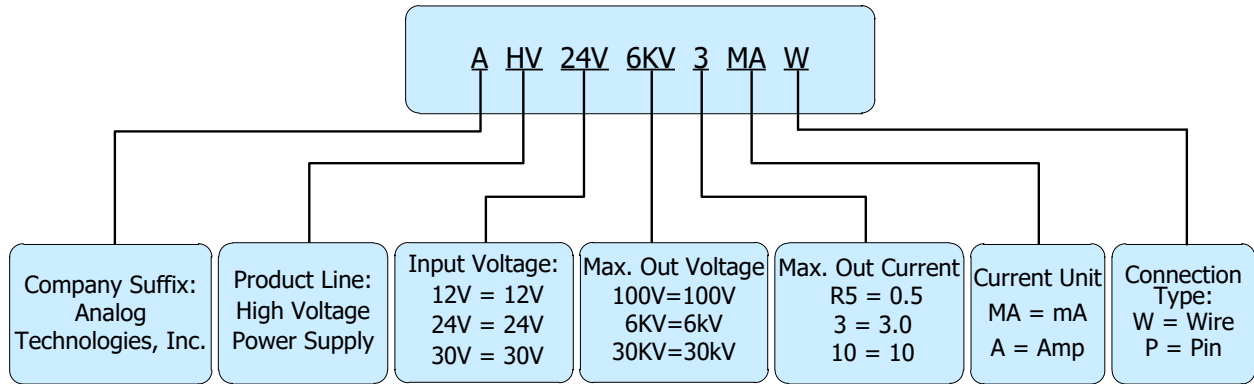 A HV 24V 6KV 3 MA W
Company Suffix:
Analog
Technologies, Inc.
Product Line:
High Voltage
Power Supply
Input Voltage:
12V = 12V
24V = 24V
30V = 30V
Max. Out Voltage
100V=100V
6KV=6kV
30KV=30kV
Max. Out Current
R5 = 0.5
3 = 3.0
10 = 10
Current Unit
MA = mA
A = Amp
Connection
Type:
W = Wire
P = Pin